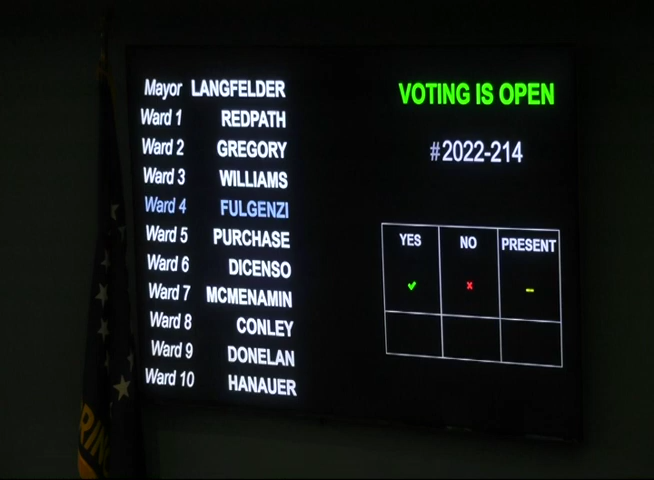 Mayor LANGFELDER
Ward 1 REDPATH
Ward 2 GREGORY
Ward 3 WILLIAMS
Ward 4 FULGENZI
Ward 5 PURCHASE
Ward 6 DICENSO
Ward 7 MCMENAMIN
Ward 8 CONLEY
Ward 9 DONELAN
Ward 10 HANAUER
VOTING IS OPEN
#2022-214
YES NO PRESENT